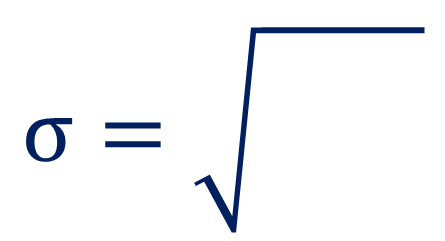 σ = √